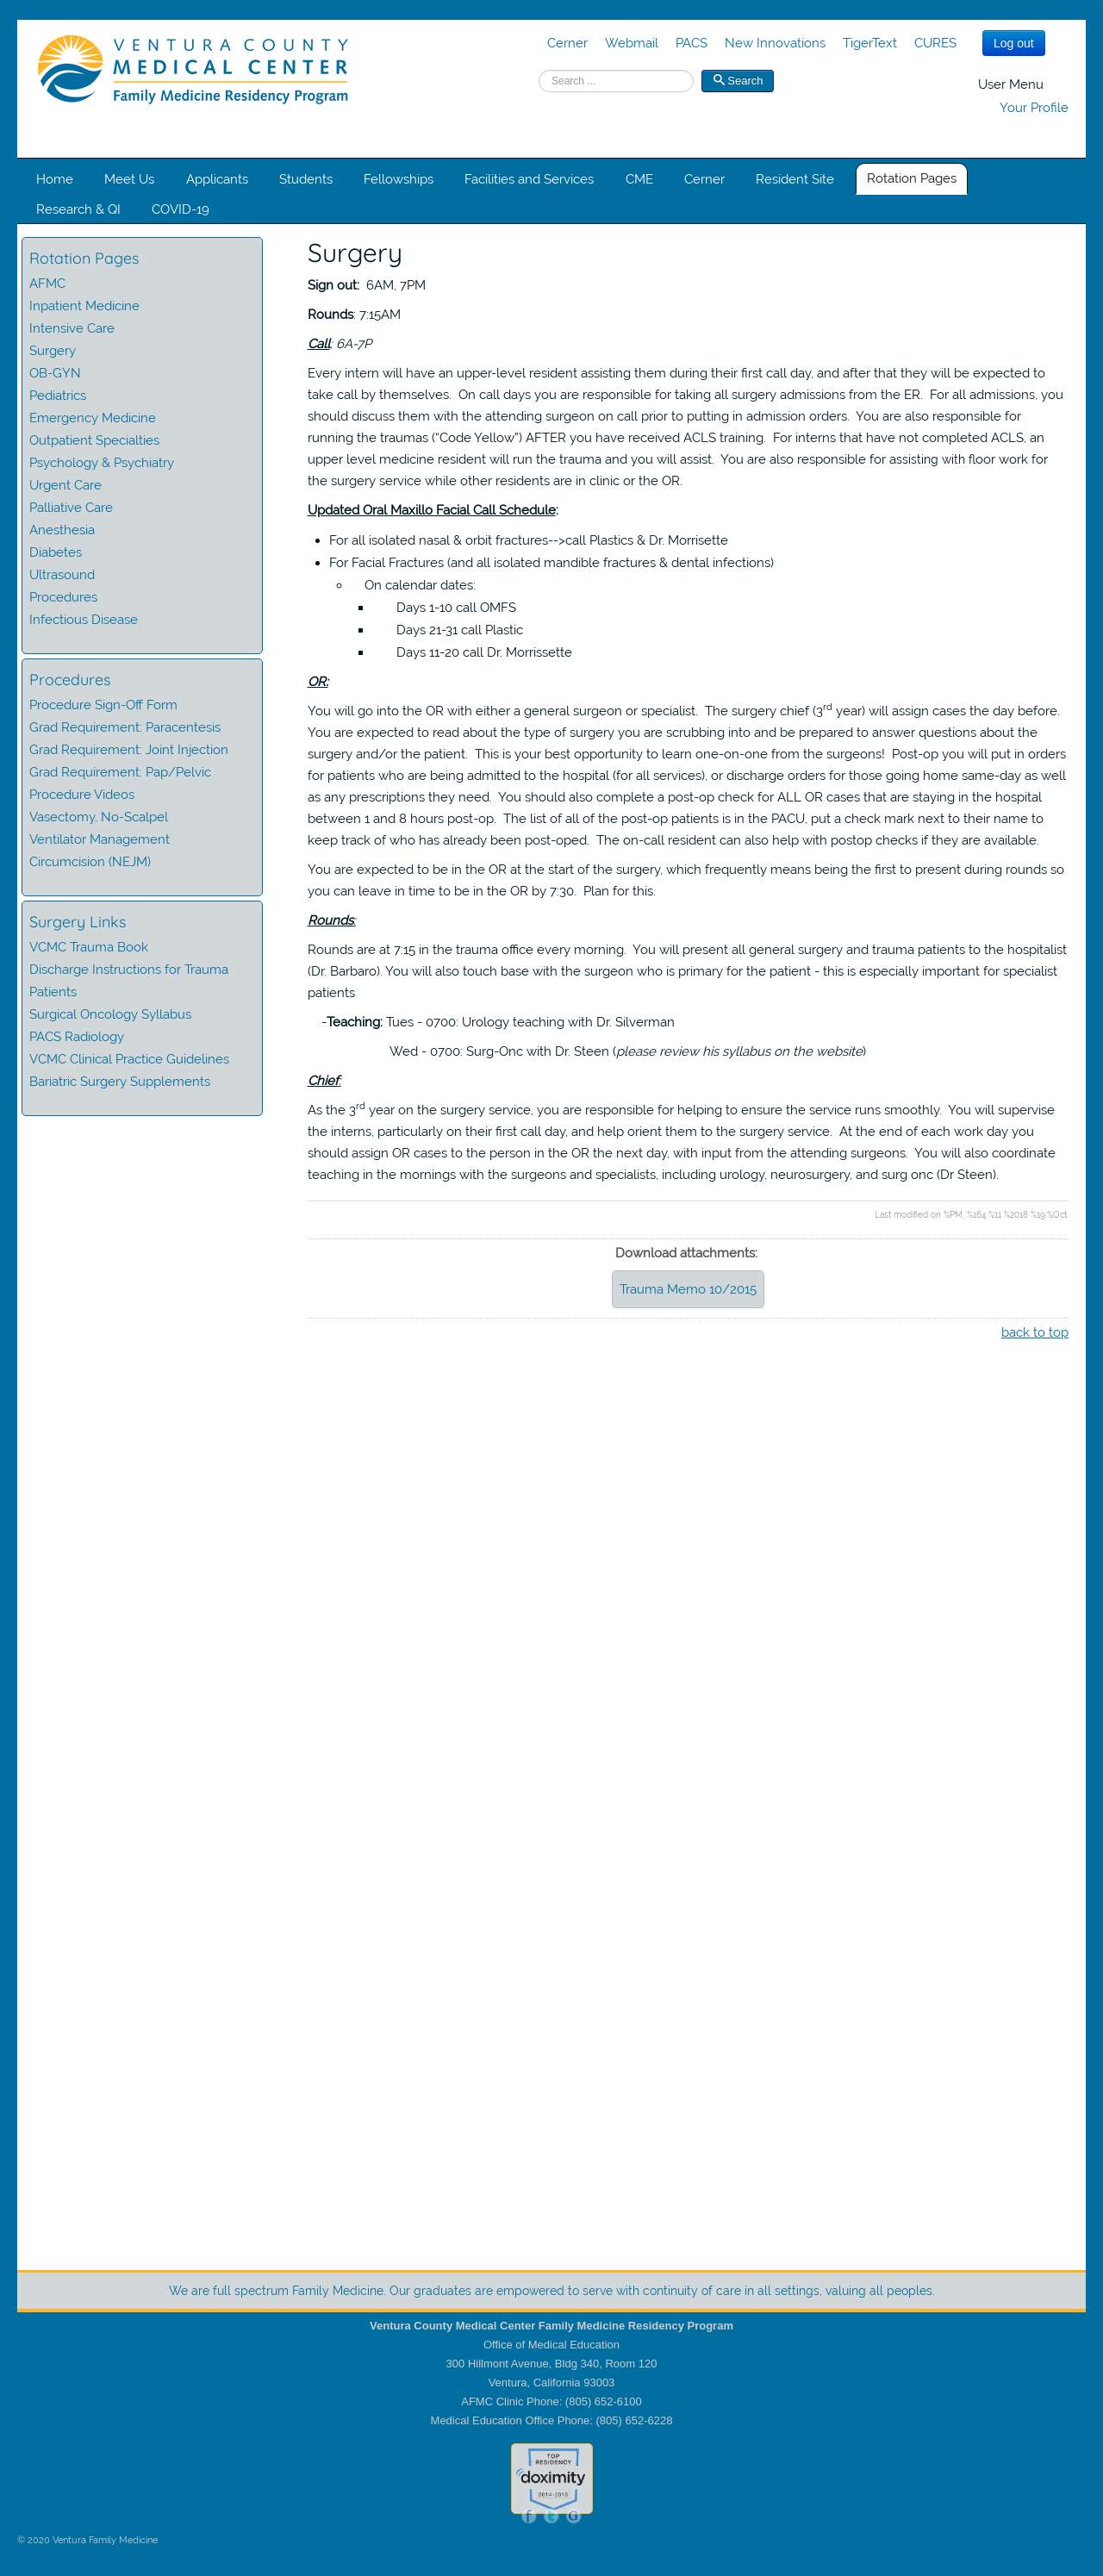 VENTURA COUNTY
MEDICAL CENTER
Family Medicine Residency Program
Cerner Webmail PACS New Innovations TigerText CURES Log out
Search ... Search
User Menu
Your Profile
Home Meet Us Applicants Students Fellowships Facilities and Services CME Cerner Resident Site Rotation Pages
Research & QI COVID-19
Rotation Pages
AFMC
Inpatient Medicine
Intensive Care
Surgery
OB-GYN
Pediatrics
Emergency Medicine
Outpatient Specialties
Psychology & Psychiatry
Urgent Care
Palliative Care
Anesthesia
Diabetes
Ultrasound
Procedures
Infectious Disease
Procedures
Procedure Sign-Off Form
Grad Requirement: Paracentesis
Grad Requirement: Joint Injection
Grad Requirement: Pap/Pelvic
Procedure Videos
Vasectomy, No-Scalpel
Ventilator Management
Circumcision (NEJM)
Surgery Links
VCMC Trauma Book
Discharge Instructions for Trauma
Patients
Surgical Oncology Syllabus
PACS Radiology
VCMC Clinical Practice Guidelines
Bariatric Surgery Supplements
Surgery
Sign out: 6AM, 7PM
Rounds: 7:15AM
Call: 6A-7P
Every intern will have an upper-level resident assisting them during their first call day, and after that they will be expected to
take call by themselves. On call days you are responsible for taking all surgery admissions from the ER. For all admissions, you
should discuss them with the attending surgeon on call prior to putting in admission orders. You are also responsible for
running the traumas (“Code Yellow”) AFTER you have received ACLS training. For interns that have not completed ACLS, an
upper level medicine resident will run the trauma and you will assist. You are also responsible for assisting with floor work for
the surgery service while other residents are in clinic or the OR.
Updated Oral Maxillo Facial Call Schedule:
• For all isolated nasal & orbit fractures-->call Plastics & Dr. Morrisette
• For Facial Fractures (and all isolated mandible fractures & dental infections)
○ On calendar dates:
▪ Days 1-10 call OMFS
▪ Days 21-31 call Plastic
▪ Days 11-20 call Dr. Morrissette
OR:
You will go into the OR with either a general surgeon or specialist. The surgery chief (3rd year) will assign cases the day before.
You are expected to read about the type of surgery you are scrubbing into and be prepared to answer questions about the
surgery and/or the patient. This is your best opportunity to learn one-on-one from the surgeons! Post-op you will put in orders
for patients who are being admitted to the hospital (for all services), or discharge orders for those going home same-day as well
as any prescriptions they need. You should also complete a post-op check for ALL OR cases that are staying in the hospital
between 1 and 8 hours post-op. The list of all of the post-op patients is in the PACU, put a check mark next to their name to
keep track of who has already been post-oped. The on-call resident can also help with postop checks if they are available.
You are expected to be in the OR at the start of the surgery, which frequently means being the first to present during rounds so
you can leave in time to be in the OR by 7:30. Plan for this.
Rounds:
Rounds are at 7:15 in the trauma office every morning. You will present all general surgery and trauma patients to the hospitalist
(Dr. Barbaro). You will also touch base with the surgeon who is primary for the patient - this is especially important for specialist
patients
-Teaching: Tues - 0700: Urology teaching with Dr. Silverman
Wed - 0700: Surg-Onc with Dr. Steen (please review his syllabus on the website)
Chief:
As the 3rd year on the surgery service, you are responsible for helping to ensure the service runs smoothly. You will supervise
the interns, particularly on their first call day, and help orient them to the surgery service. At the end of each work day you
should assign OR cases to the person in the OR the next day, with input from the attending surgeons. You will also coordinate
teaching in the mornings with the surgeons and specialists, including urology, neurosurgery, and surg onc (Dr Steen).
Last modified on %PM, %164 %11 %2018 %19:%Oct
Download attachments:
Trauma Memo 10/2015
back to top
We are full spectrum Family Medicine. Our graduates are empowered to serve with continuity of care in all settings, valuing all peoples.
Ventura County Medical Center Family Medicine Residency Program
Office of Medical Education
300 Hillmont Avenue, Bldg 340, Room 120
Ventura, California 93003
AFMC Clinic Phone: (805) 652-6100
Medical Education Office Phone: (805) 652-6228
TOP
RESIDENCY
doximity
2014-2015
f t G
© 2020 Ventura Family Medicine